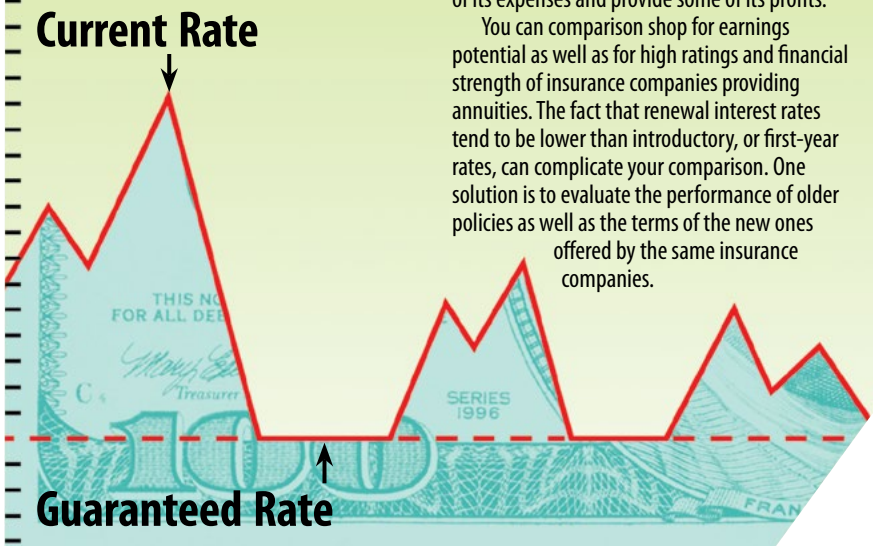 of its expenses and provide some of its profits.
You can comparison shop for earnings
potential as well as for high ratings and financial
strength of insurance companies providing
annuities. The fact that renewal interest rates
tend to be lower than introductory, or first-year
rates, can complicate your comparison. One
solution is to evaluate the performance of older
policies as well as the terms of the new ones
offered by the same insurance
companies.
Current Rate
THIS NO
FOR ALL DEB
Treasurer
SERIES
1996
100
FRAN
Guaranteed Rate